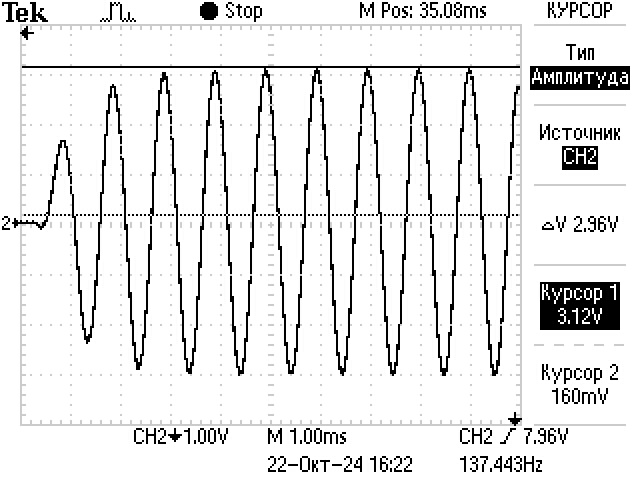 Tek Stop M Pos: 35.08ms КУРСОР
Тип
Амплитуда
Источник
CH2
2
△V 2.96V
Курсор 1
3.12V
Курсор 2
160mV
CH2 1.00V M 1.00ms CH2 7.96V
22-Окт-24 16:22 137.443Hz